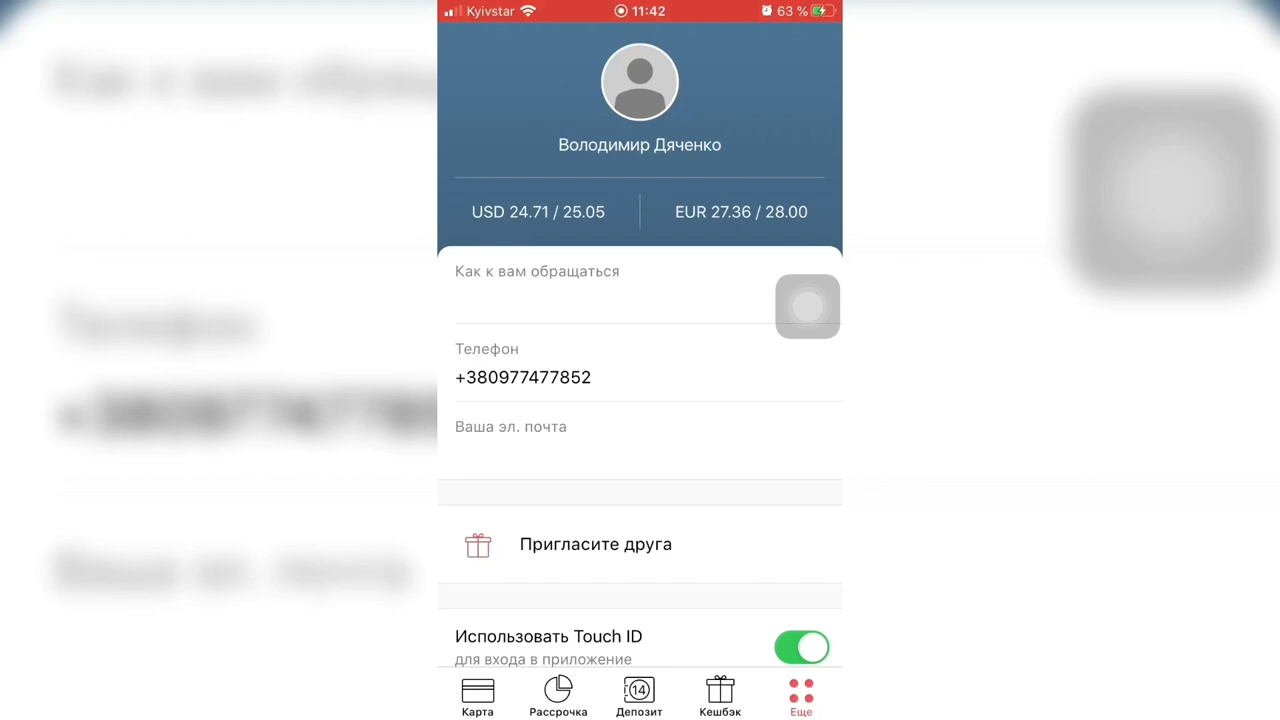 Kyivstar 11:42 63 %
Володимир Дяченко
USD 24.71 / 25.05 EUR 27.36 / 28.00
Как к вам обращаться
Телефон
+380977477852
Ваша эл. почта
Пригласите друга
Использовать Touch ID
для входа в приложение
14
Карта Рассрочка Депозит Кешбэк Еще